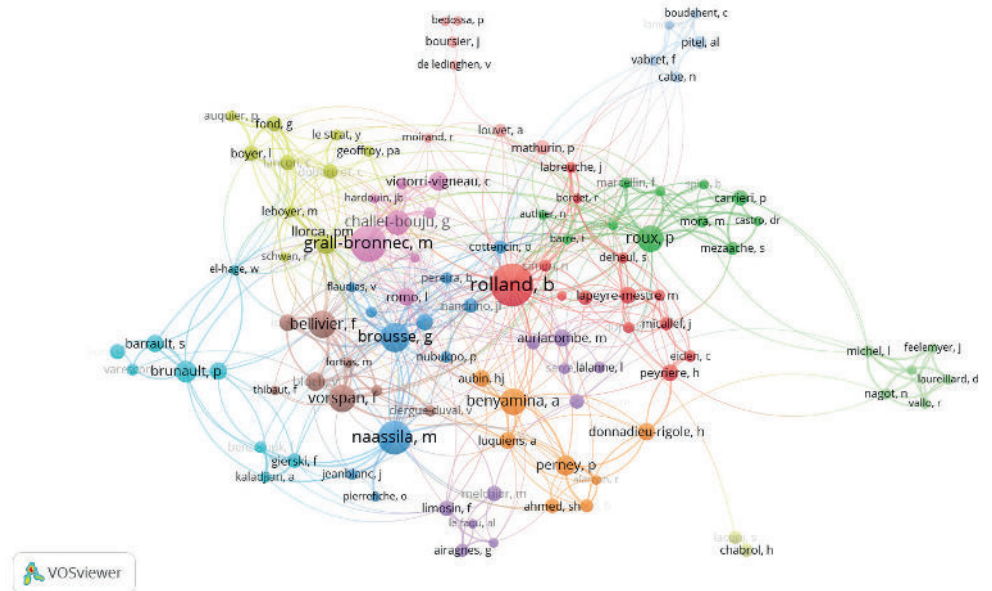 bedossa, p
boudehent, c
boursier, j
pitel, al
vabret, f
de ledinghen, v
cabe, n
auquier, p
fond, g
le strat, y
moirand, r
louvet, a
mathurin, p
boyer, l
geoffroy, pa
labreuche, j
victorri-vigneau, c
marcellin, f
hardouin, jb
bordet, r
carrieri, p
leboyer, m
challet-bouju, g
authier, n
mora, m
castro, dr
llorca, pm
grall-bronnec, m
cottencin, o
barre, t
roux, p
mezaache, s
schwan, r
deheul, s
el-hage, w
flaudias, v
pereira, b
rolland, b
romo, l
nandrino, jl
lapeyre-mestre, m
bellivier, f
brousse, g
micallef, j
barrault, s
aurlacombe, m
michel, l
feelemyer, j
nubukpo, p
eiden, c
fortias, m
lalanne, l
brunault, p
aubin, hj
peyriere, h
laureillard, d
thibaut, f
nagot, n
vorspan, f
benyamina, a
vallo, r
clergue-duval, v
naassila, m
luquiens, a
donnadieu-rigole, h
gierski, f
perney, p
kaladjian, a
jeanblanc, j
pierrefiche, o
limosin, f
ahmed, sh
airagnes, g
chabrol, h
VOSviewer